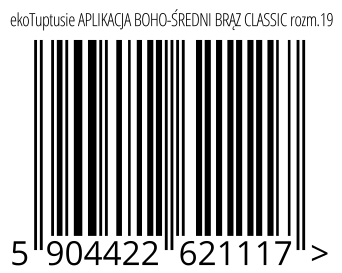 ekoTuptusie APLIKACJA BOHO-ŚREDNI BRĄZ CLASSIC rozm.19
5 904422 621117 >